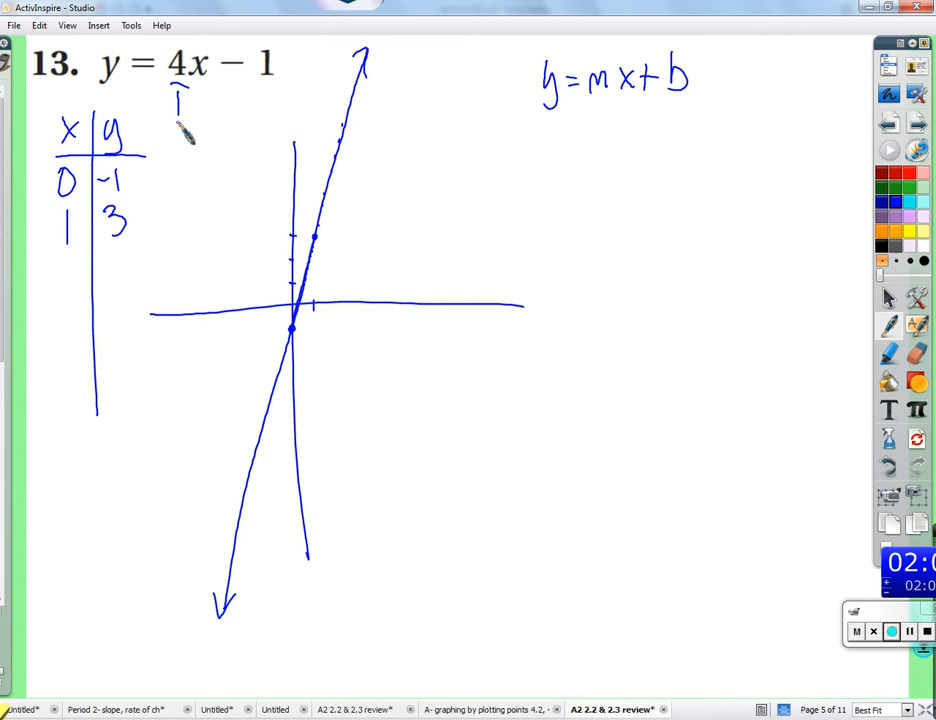 ActivInspire - Studio
File Edit View Insert Tools Help
13. y = 4x − 1
1
y = mx + b
x y
0 -1
1 3
02:0
02:0
M
Untitled* Period 2- slope, rate of ch* Untitled* Untitled A2 2.2 & 2.3 review* A- graphing by plotting points 4.2, A2 2.2 & 2.3 review* Page 5 of 11 Best Fit